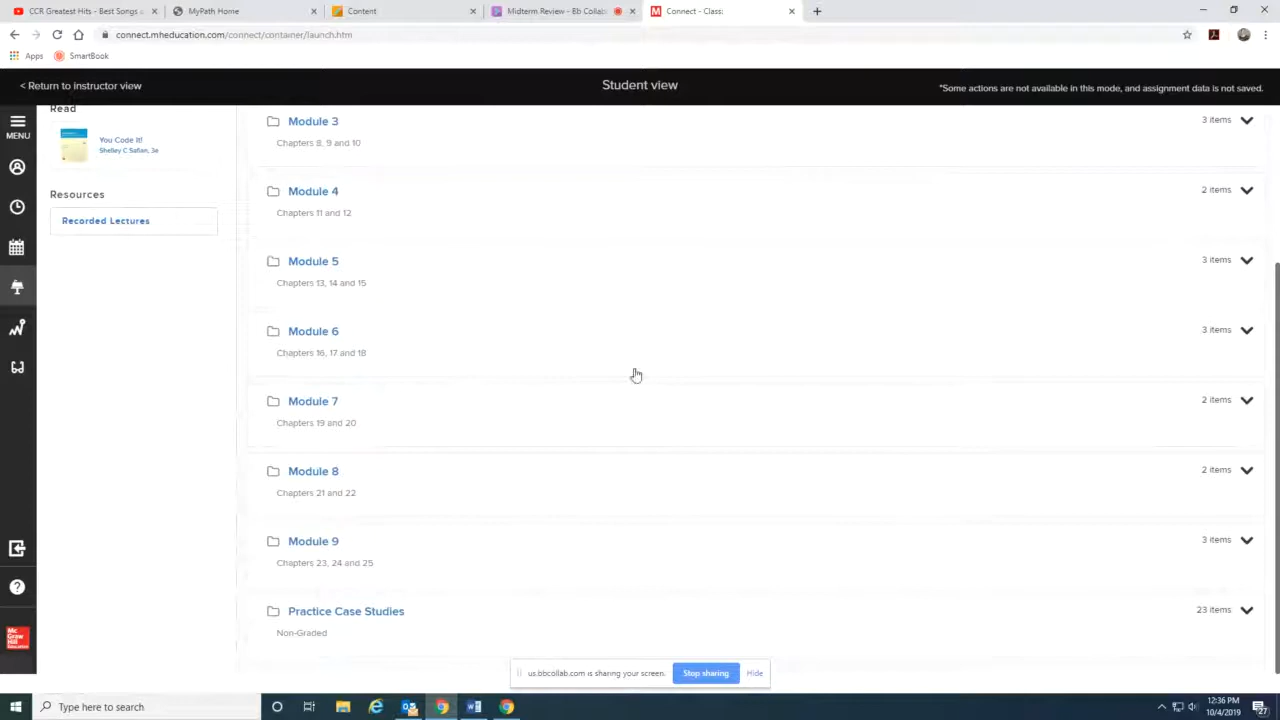 CCR Greatest Hits - Best Songs
MyPath Home
Content
Midterm Review - Bb Collab
Connect - Class:
connect.mheducation.com/connect/container/launch.htm
Apps
SmartBook
< Return to instructor view
Student view
*Some actions are not available in this mode, and assignment data is not saved.
MENU
Read
You Code It!
Shelley C Safian, 3e
Resources
Recorded Lectures
Module 3
3 items
Chapters 8, 9 and 10
Module 4
2 items
Chapters 11 and 12
Module 5
3 items
Chapters 13, 14 and 15
Module 6
3 items
Chapters 16, 17 and 18
Module 7
2 items
Chapters 19 and 20
Module 8
2 items
Chapters 21 and 22
Module 9
3 items
Chapters 23, 24 and 25
Practice Case Studies
23 items
Non-Graded
Mc
Graw
Hill
Education
us.bbcollab.com is sharing your screen.
Stop sharing
Hide
Type here to search
12:36 PM
10/4/2019
27